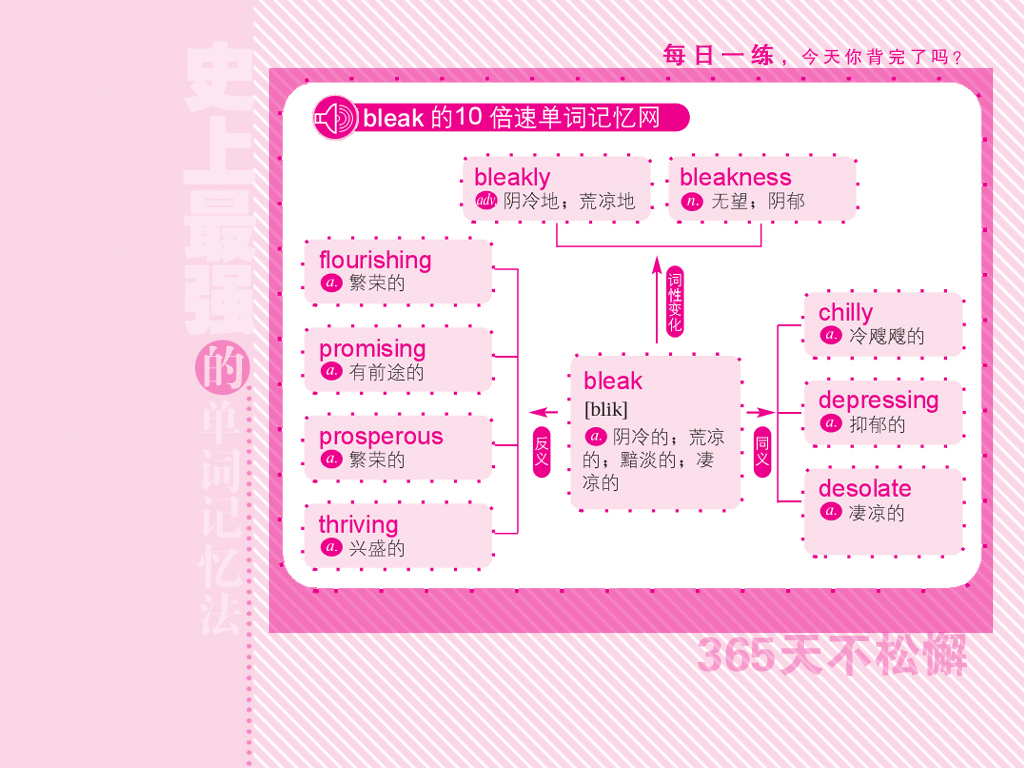 每日一练，今天你背完了吗？
史上最强的单词记忆法
bleak 的10 倍速单词记忆网
bleakly
adv. 阴冷地；荒凉地
bleakness
n. 无望；阴郁
词性变化
flourishing
a. 繁荣的
promising
a. 有前途的
prosperous
a. 繁荣的
thriving
a. 兴盛的
反义
bleak
[blik]
a. 阴冷的；荒凉
的；黯淡的；凄
凉的
同义
chilly
a. 冷飕飕的
depressing
a. 抑郁的
desolate
a. 凄凉的
365天不松懈